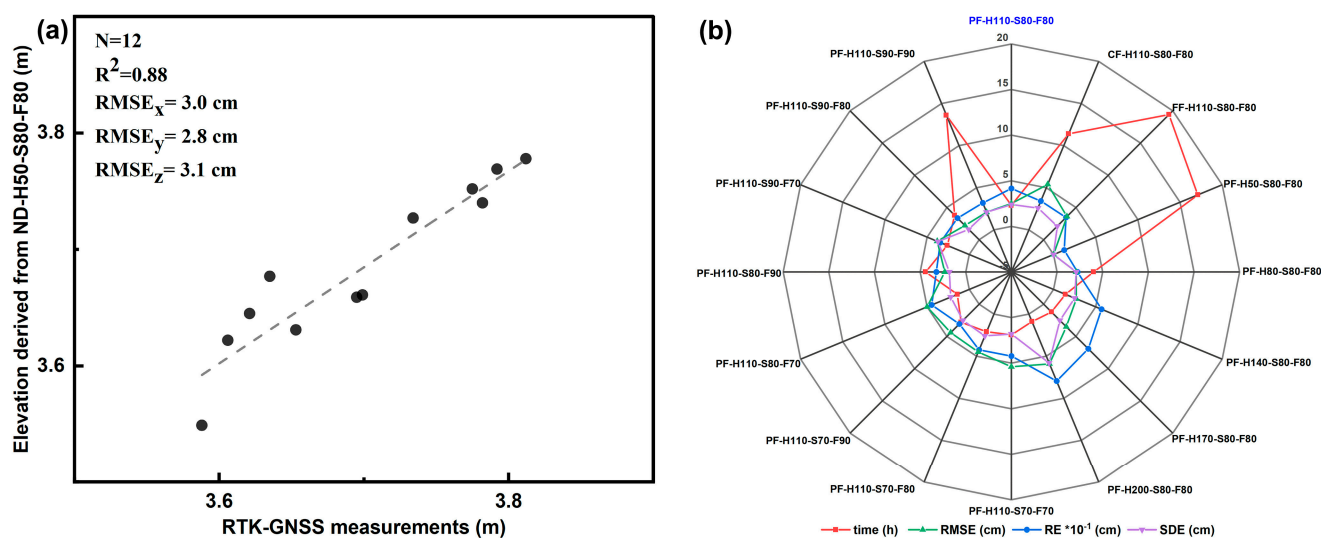 (a)
N=12
R²=0.88
RMSEx= 3.0 cm
RMSEy= 2.8 cm
RMSEz= 3.1 cm
Elevation derived from ND-H50-S80-F80 (m)
3.8
3.6
3.6
3.8
RTK-GNSS measurements (m)
(b)
PF-H110-S80-F80
CF-H110-S80-F80
FF-H110-S80-F80
PF-H50-S80-F80
PF-H80-S80-F80
PF-H140-S80-F80
PF-H170-S80-F80
PF-H200-S80-F80
PF-H110-S70-F70
PF-H110-S70-F80
PF-H110-S70-F90
PF-H110-S80-F70
PF-H110-S80-F90
PF-H110-S90-F70
PF-H110-S90-F80
PF-H110-S90-F90
20
15
10
5
0
time (h) RMSE (cm) RE *10⁻¹ (cm) SDE (cm)